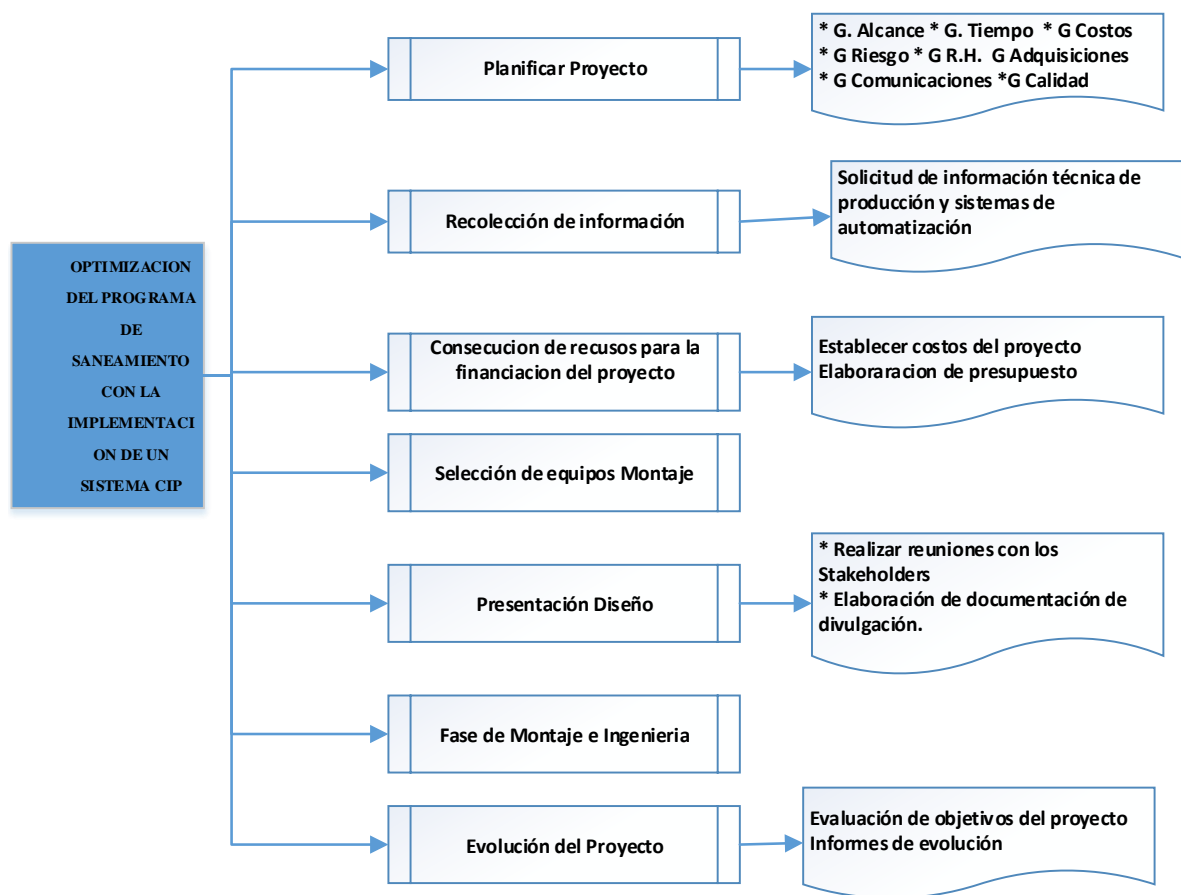 OPTIMIZACION
DEL PROGRAMA
DE
SANEAMIENTO
CON LA
IMPLEMENTACI
ON DE UN
SISTEMA CIP
Planificar Proyecto
* G. Alcance * G. Tiempo * G Costos
* G Riesgo * G R.H. G Adquisiciones
* G Comunicaciones *G Calidad
Recolección de información
Solicitud de información técnica de
producción y sistemas de
automatización
Consecucion de recusos para la
financiacion del proyecto
Establecer costos del proyecto
Elaboraracion de presupuesto
Selección de equipos Montaje
Presentación Diseño
* Realizar reuniones con los
Stakeholders
* Elaboración de documentación de
divulgación.
Fase de Montaje e Ingenieria
Evolución del Proyecto
Evaluación de objetivos del proyecto
Informes de evolución